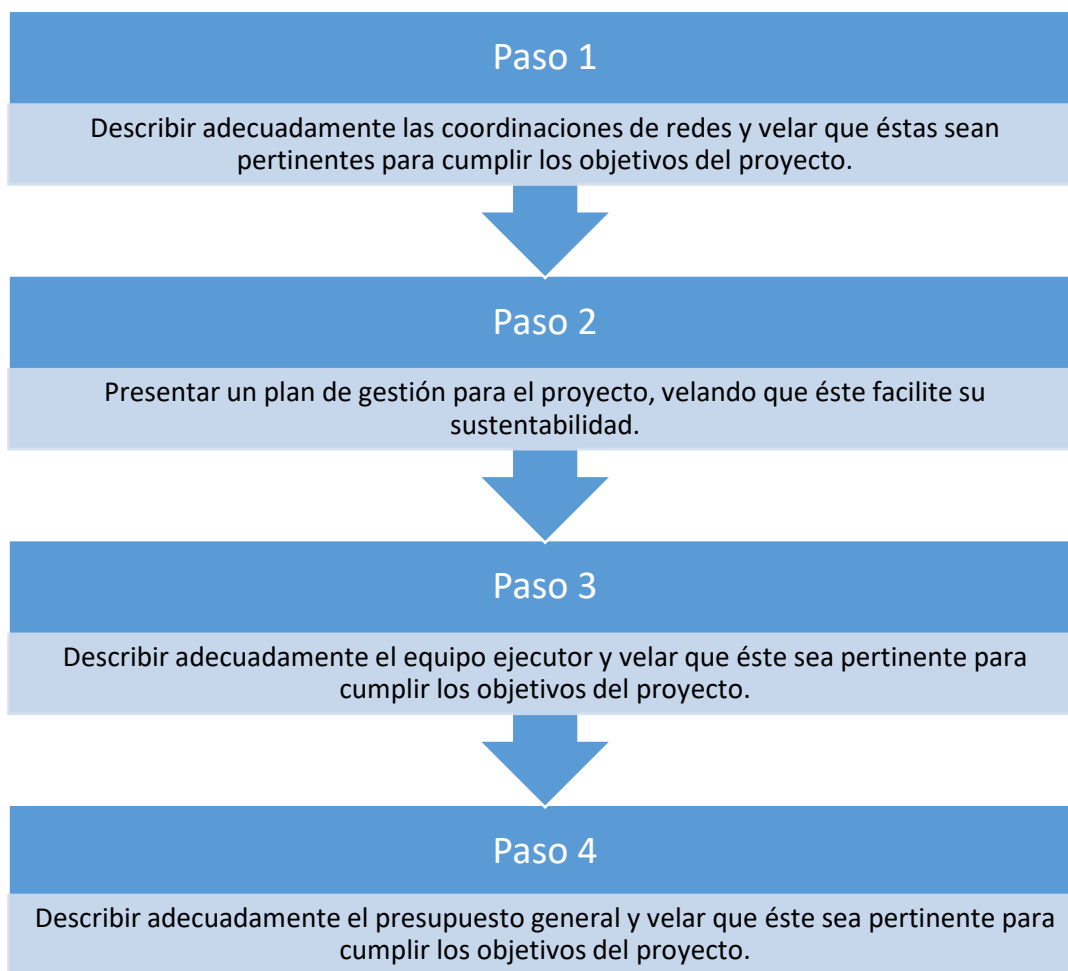 Paso 1
Describir adecuadamente las coordinaciones de redes y velar que éstas sean
pertinentes para cumplir los objetivos del proyecto.
Paso 2
Presentar un plan de gestión para el proyecto, velando que éste facilite su
sustentabilidad.
Paso 3
Describir adecuadamente el equipo ejecutor y velar que éste sea pertinente para
cumplir los objetivos del proyecto.
Paso 4
Describir adecuadamente el presupuesto general y velar que éste sea pertinente para
cumplir los objetivos del proyecto.